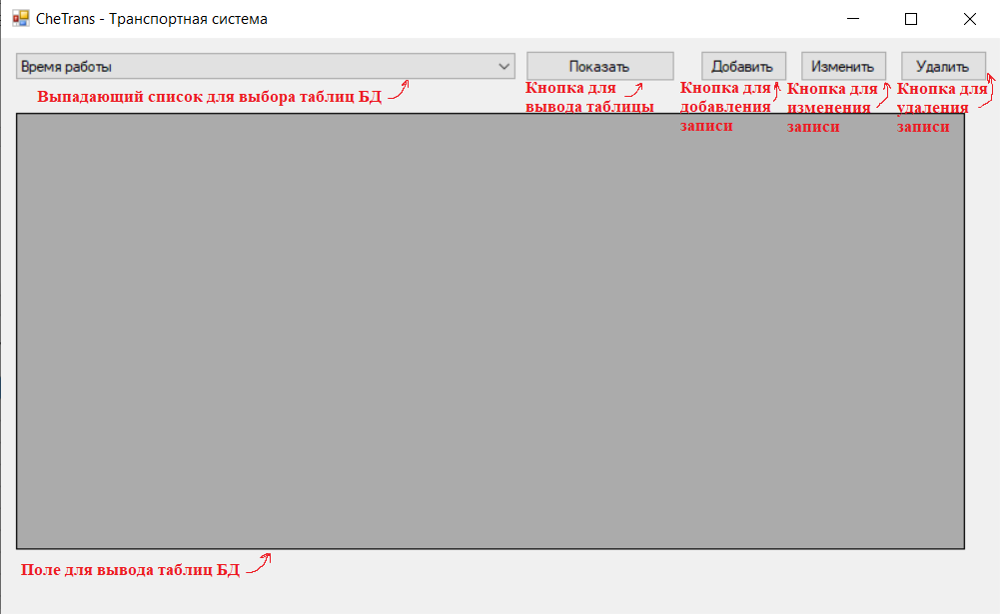 CheTrans - Транспортная система
Время работы
Показать
Добавить
Изменить
Удалить
Выпадающий список для выбора таблиц БД
Кнопка для
вывода таблицы
Кнопка для
добавления
записи
Кнопка для
изменения
записи
Кнопка для
удаления
записи
Поле для вывода таблиц БД